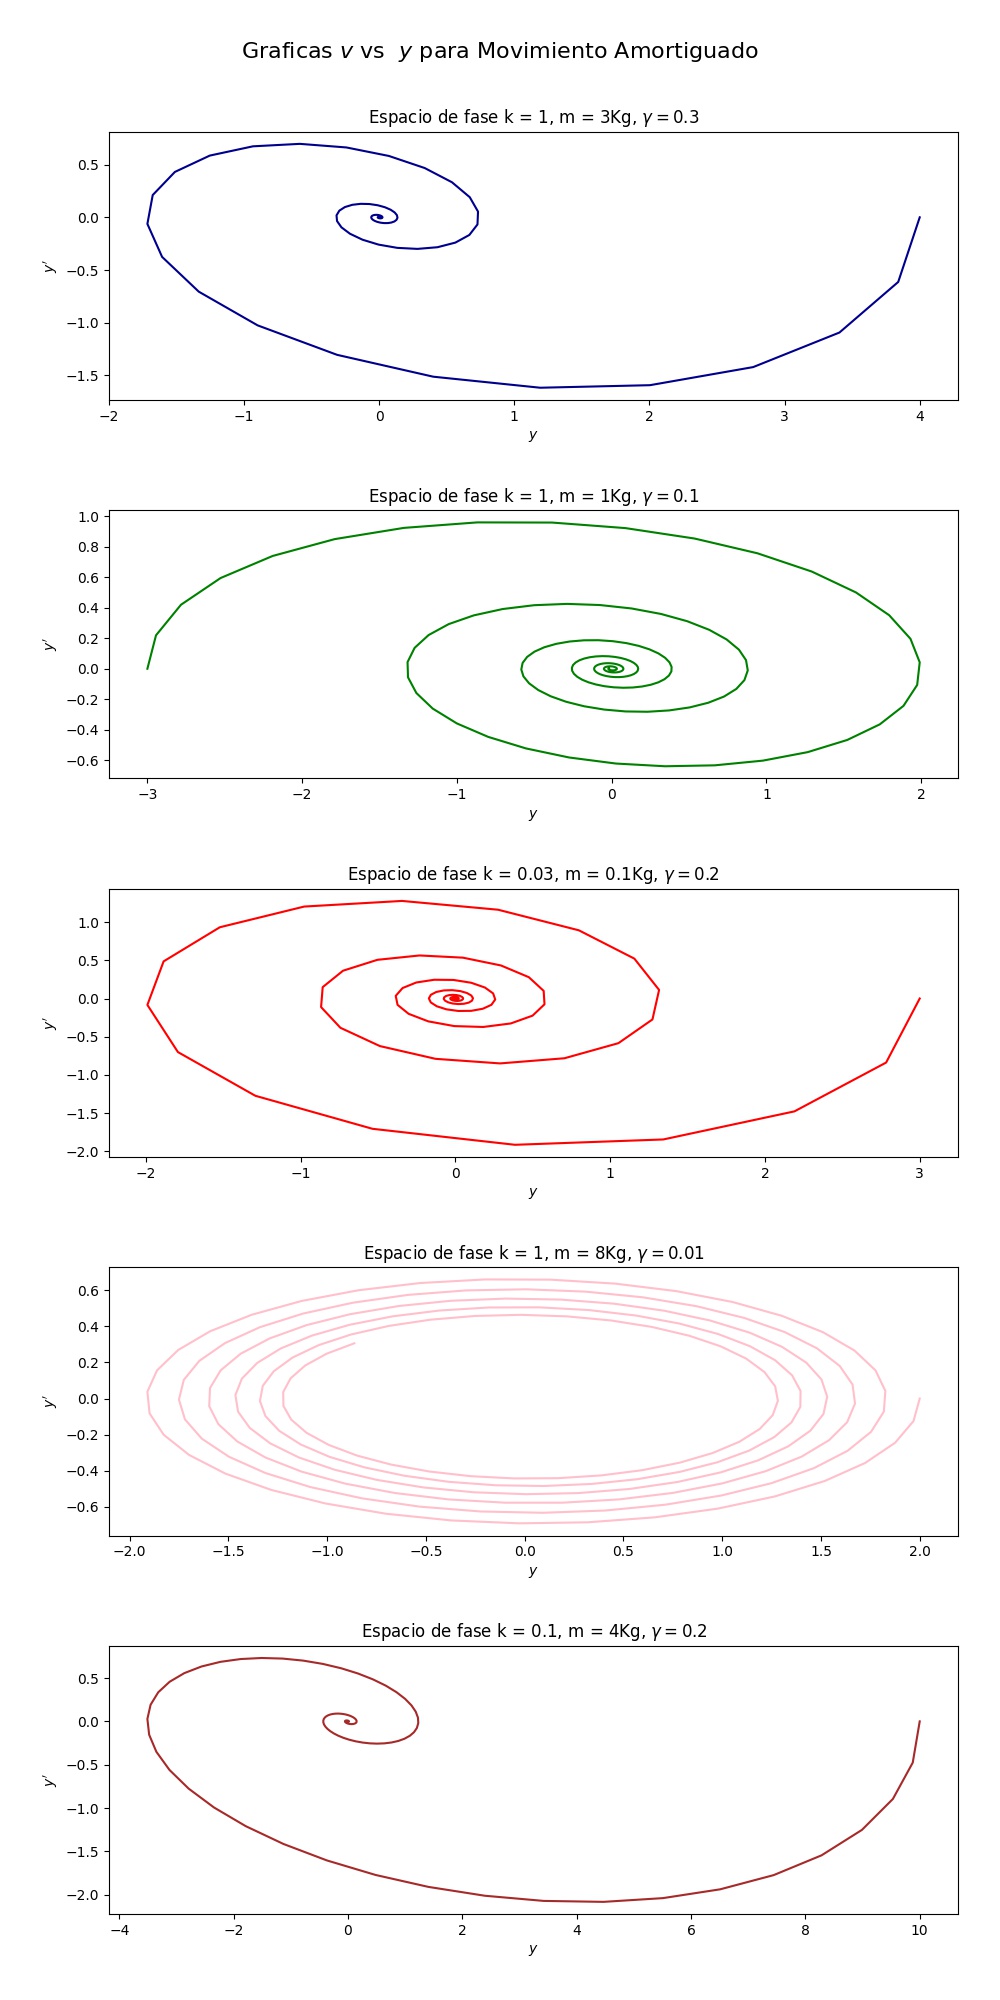 Graficas v vs y para Movimiento Amortiguado
Espacio de fase k = 1, m = 3Kg, γ = 0.3
0.5
0.0
−0.5
−1.0
−1.5
y′
−2 −1 0 1 2 3 4
y
Espacio de fase k = 1, m = 1Kg, γ = 0.1
1.0
0.8
0.6
0.4
0.2
0.0
−0.2
−0.4
−0.6
y′
−3 −2 −1 0 1 2
y
Espacio de fase k = 0.03, m = 0.1Kg, γ = 0.2
1.0
0.5
0.0
−0.5
−1.0
−1.5
−2.0
y′
−2 −1 0 1 2 3
y
Espacio de fase k = 1, m = 8Kg, γ = 0.01
0.6
0.4
0.2
0.0
−0.2
−0.4
−0.6
y′
−2.0 −1.5 −1.0 −0.5 0.0 0.5 1.0 1.5 2.0
y
Espacio de fase k = 0.1, m = 4Kg, γ = 0.2
0.5
0.0
−0.5
−1.0
−1.5
−2.0
y′
−4 −2 0 2 4 6 8 10
y